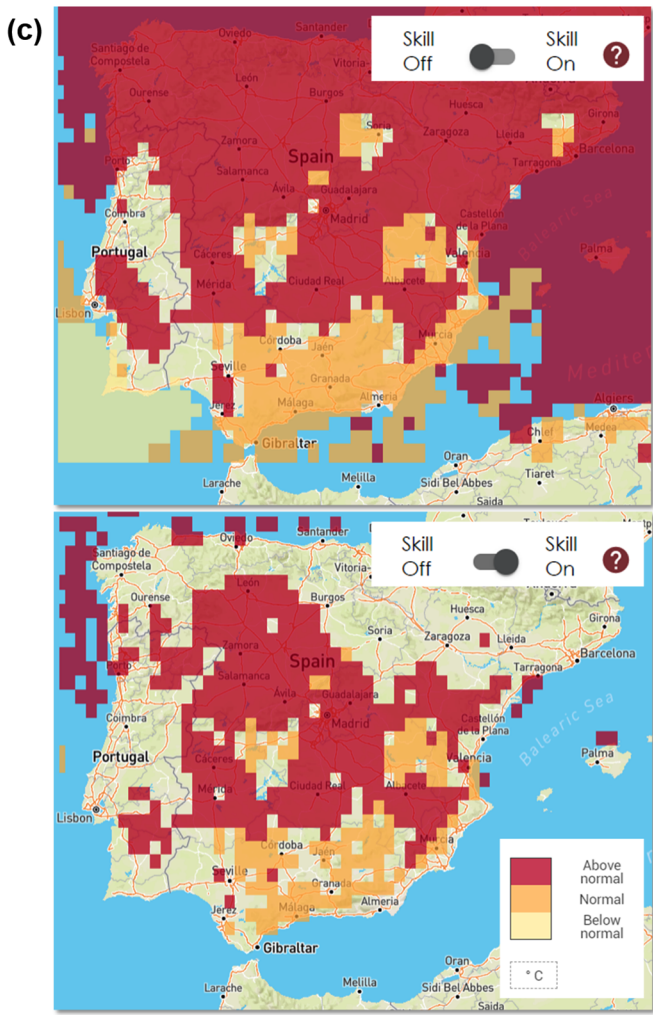 (c)
Skill Off
Skill On
?
Oviedo
Santander
Santiago de Compostela
León
Vitoria-
Ourense
Burgos
Huesca
Girona
Soria
Zaragoza
Lleida
Barcelona
Porto
Zamora
Spain
Tarragona
Salamanca
Ávila
Guadalajara
Coimbra
Madrid
Castellón de la Plana
Balearic Sea
Portugal
Cáceres
Valencia
Palma
Mérida
Ciudad Real
Albacete
Lisbon
Córdoba
Jaén
Murcia
Seville
Granada
Mediter
Jerez
Málaga
Almería
Algiers
Gibraltar
Chlef
Medea
Oran
Larache
Melilla
Sidi Bel Abbes
Tiaret
Saida
Skill Off
Skill On
?
Oviedo
Santander
Santiago de Compostela
León
Vitoria-
Ourense
Burgos
Huesca
Girona
Soria
Zaragoza
Lleida
Barcelona
Porto
Zamora
Spain
Tarragona
Salamanca
Ávila
Guadalajara
Coimbra
Madrid
Castellón de la Plana
Balearic Sea
Portugal
Cáceres
Valencia
Palma
Mérida
Ciudad Real
Albacete
Lisbon
Córdoba
Jaén
Murcia
Seville
Granada
Jerez
Málaga
Almería
Gibraltar
Above normal
Normal
Below normal
° C
Oran
Larache
Melilla
Sidi Bel Abbes
Saida